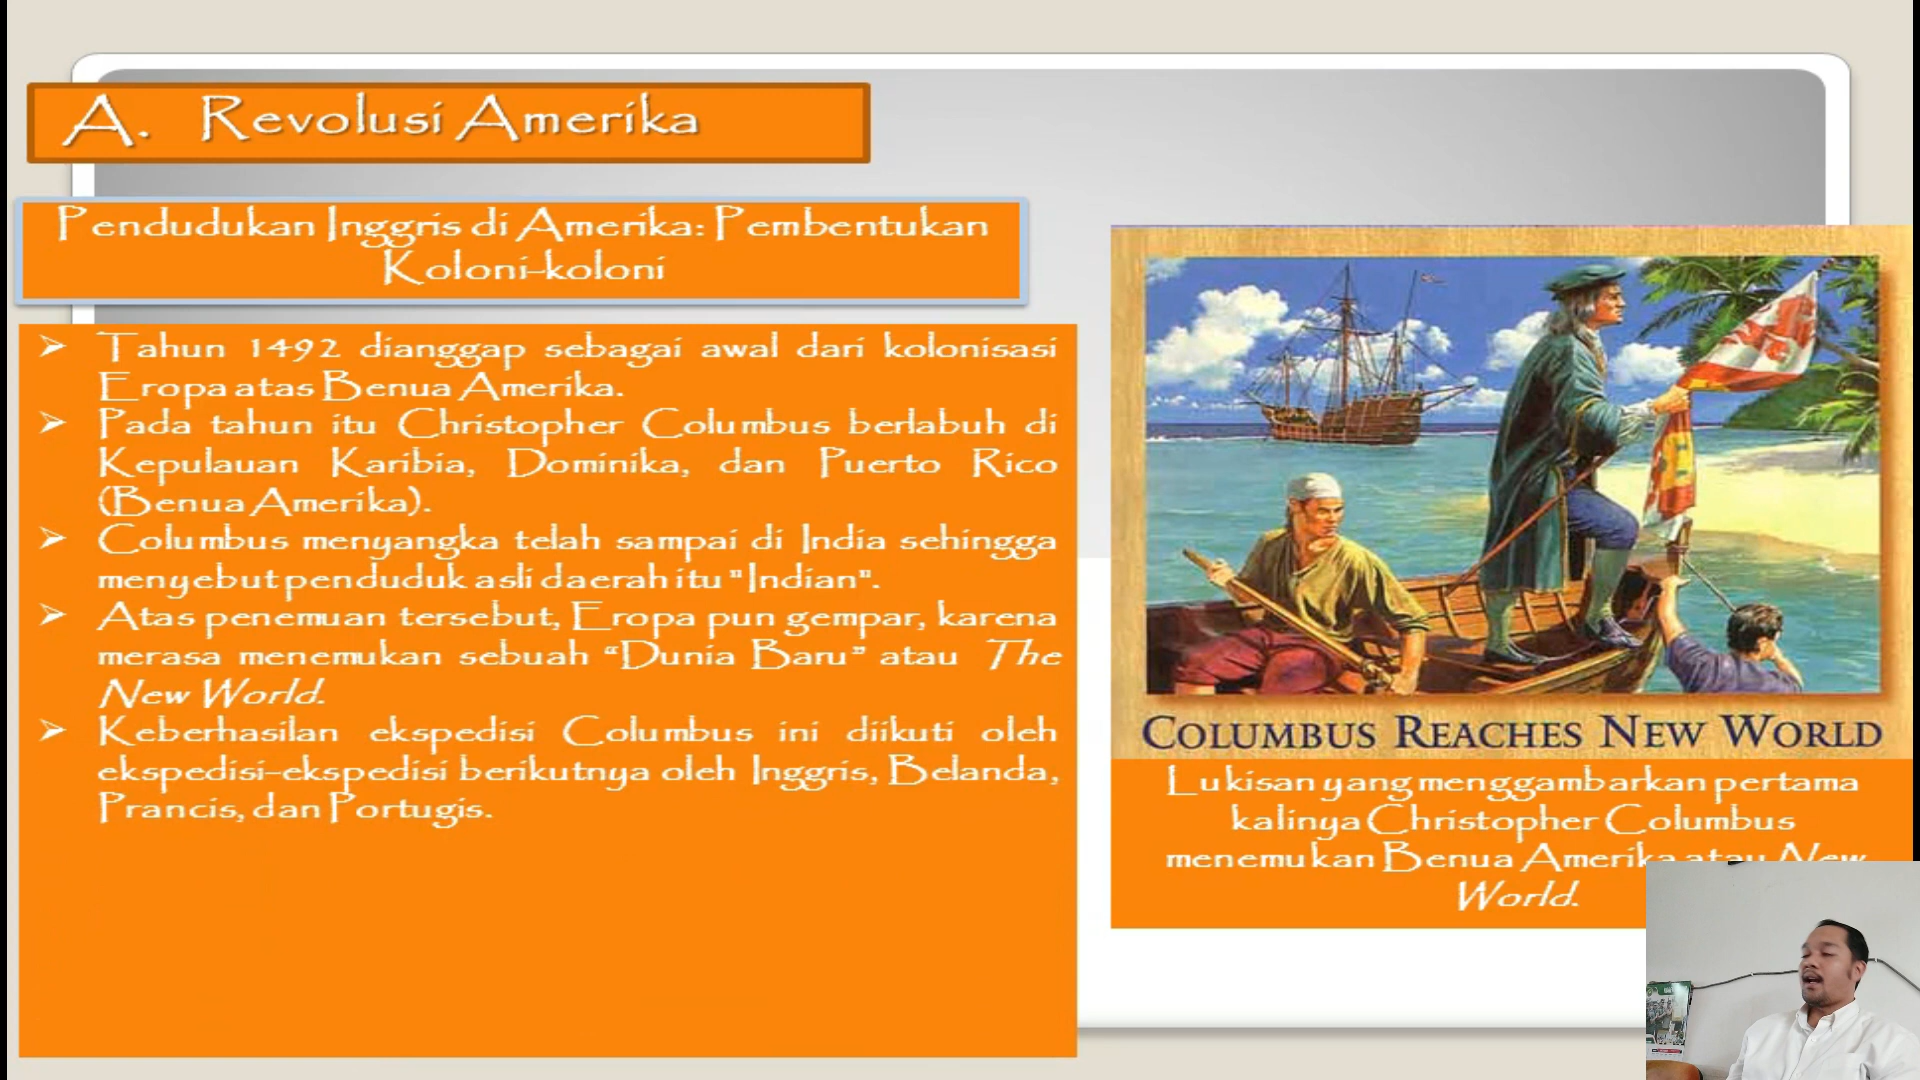 A. Revolusi Amerika
Pendudukan Inggris di Amerika: Pembentukan
Koloni-koloni
➢ Tahun 1492 dianggap sebagai awal dari kolonisasi
Eropa atas Benua Amerika.
➢ Pada tahun itu Christopher Columbus berlabuh di
Kepulauan Karibia, Dominika, dan Puerto Rico
(Benua Amerika).
➢ Columbus menyangka telah sampai di India sehingga
menyebut penduduk asli daerah itu "Indian".
➢ Atas penemuan tersebut, Eropa pun gempar, karena
merasa menemukan sebuah “Dunia Baru” atau The
New World.
➢ Keberhasilan ekspedisi Columbus ini diikuti oleh
ekspedisi-ekspedisi berikutnya oleh Inggris, Belanda,
Prancis, dan Portugis.
COLUMBUS REACHES NEW WORLD
Lukisan yang menggambarkan pertama
kalinya Christopher Columbus
menemukan Benua Amerika atau New
World.